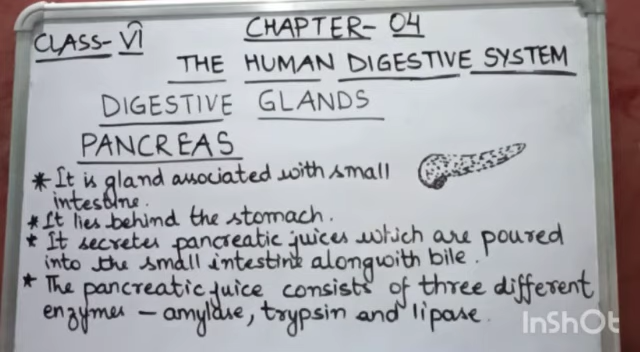 CLASS-VI
CHAPTER- 04
THE HUMAN DIGESTIVE SYSTEM
DIGESTIVE GLANDS
PANCREAS
* It is gland associated with small
intestine.
* It lies behind the stomach.
* It secretes pancreatic juices which are poured
into the small intestine alongwith bile.
* The pancreatic juice consists of three different
enzymes – amylase, trypsin and lipase.
InShOt